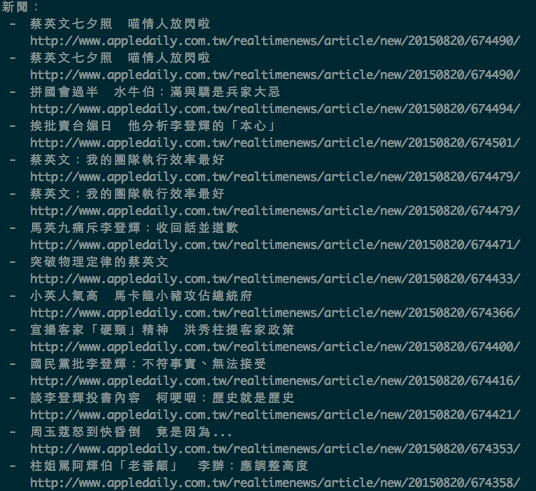 新聞：
- 蔡英文七夕照　喵情人放閃啦
http://www.appledaily.com.tw/realtimenews/article/new/20150820/674490/
- 蔡英文七夕照　喵情人放閃啦
http://www.appledaily.com.tw/realtimenews/article/new/20150820/674490/
- 拼國會過半　水牛伯：滿與驕是兵家大忌
http://www.appledaily.com.tw/realtimenews/article/new/20150820/674494/
- 挨批賣台媚日　他分析李登輝的「本心」
http://www.appledaily.com.tw/realtimenews/article/new/20150820/674501/
- 蔡英文：我的團隊執行效率最好
http://www.appledaily.com.tw/realtimenews/article/new/20150820/674479/
- 蔡英文：我的團隊執行效率最好
http://www.appledaily.com.tw/realtimenews/article/new/20150820/674479/
- 馬英九痛斥李登輝：收回話並道歉
http://www.appledaily.com.tw/realtimenews/article/new/20150820/674471/
- 突破物理定律的蔡英文
http://www.appledaily.com.tw/realtimenews/article/new/20150820/674433/
- 小英人氣高　馬卡龍小豬攻佔總統府
http://www.appledaily.com.tw/realtimenews/article/new/20150820/674366/
- 宣揚客家「硬頸」精神　洪秀柱提客家政策
http://www.appledaily.com.tw/realtimenews/article/new/20150820/674400/
- 國民黨批李登輝：不符事實、無法接受
http://www.appledaily.com.tw/realtimenews/article/new/20150820/674416/
- 談李登輝投書內容　柯哽咽：歷史就是歷史
http://www.appledaily.com.tw/realtimenews/article/new/20150820/674421/
- 周玉蔻怒到快昏倒　竟是因為...
http://www.appledaily.com.tw/realtimenews/article/new/20150820/674353/
- 柱姐罵阿輝伯「老番顛」　李辦：應調整高度
http://www.appledaily.com.tw/realtimenews/article/new/20150820/674358/